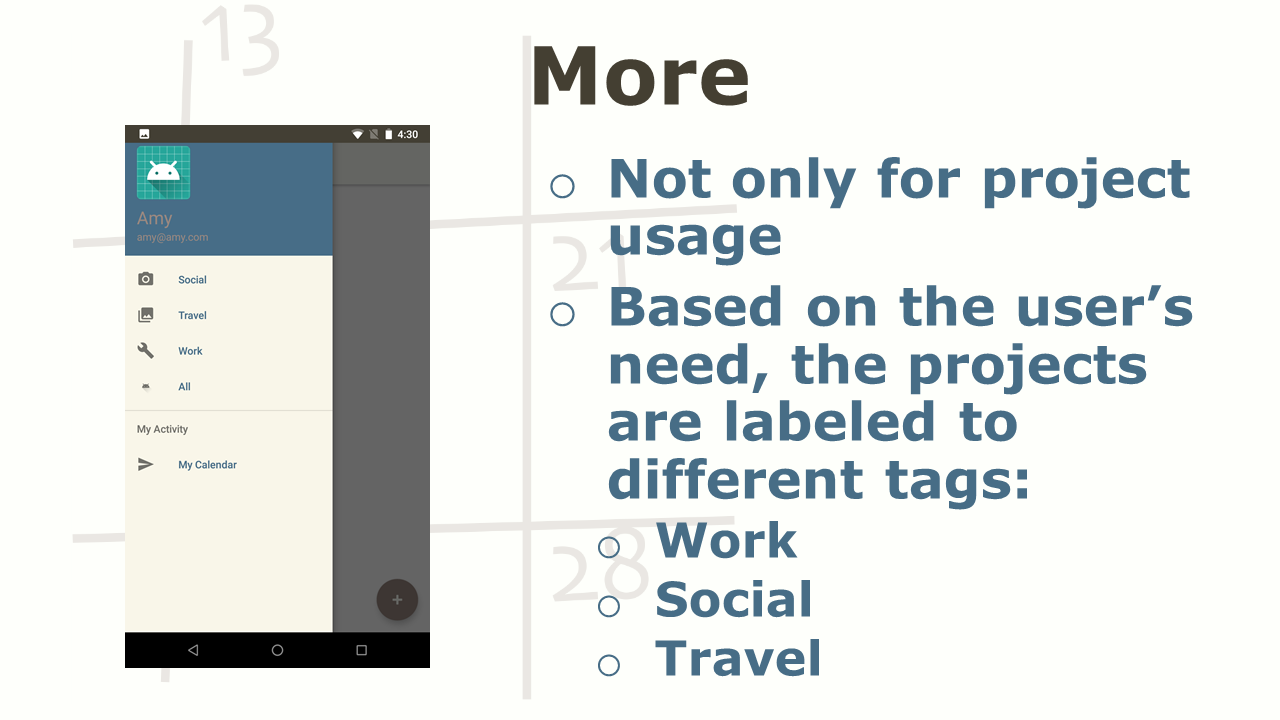 13
More
4:30
Amy
amy@amy.com
Social
Travel
Work
All
My Activity
My Calendar
+
Not only for project
usage
21
Based on the user’s
need, the projects
are labeled to
different tags:
Work
28
Social
Travel